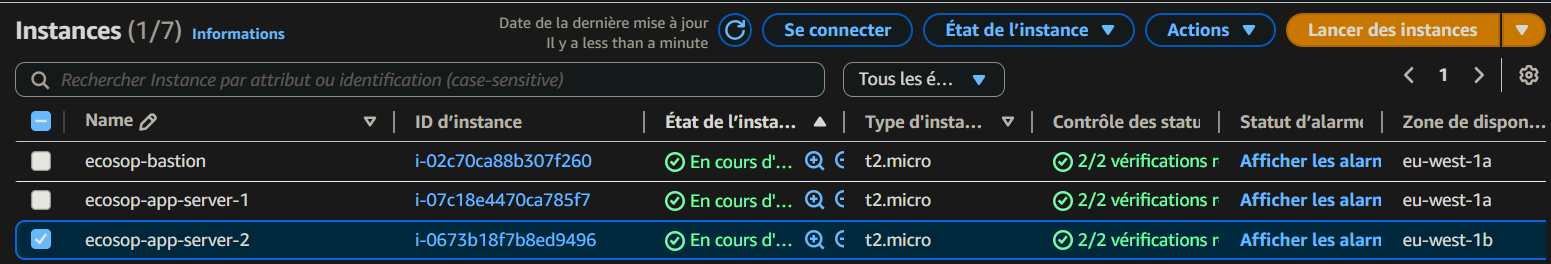 Instances (1/7) Informations
Date de la dernière mise à jour
Il y a less than a minute
Se connecter
État de l'instance
Actions
Lancer des instances
Rechercher Instance par attribut ou identification (case-sensitive)
Tous les é...
1
Name ID d'instance État de l'insta... Type d'insta... Contrôle des statu Statut d'alarme Zone de dispon...
ecosop-bastion i-02c70ca88b307f260 En cours d'... t2.micro 2/2 vérifications r Afficher les alarn eu-west-1a
ecosop-app-server-1 i-07c18e4470ca785f7 En cours d'... t2.micro 2/2 vérifications r Afficher les alarn eu-west-1a
ecosop-app-server-2 i-0673b18f7b8ed9496 En cours d'... t2.micro 2/2 vérifications r Afficher les alarn eu-west-1b